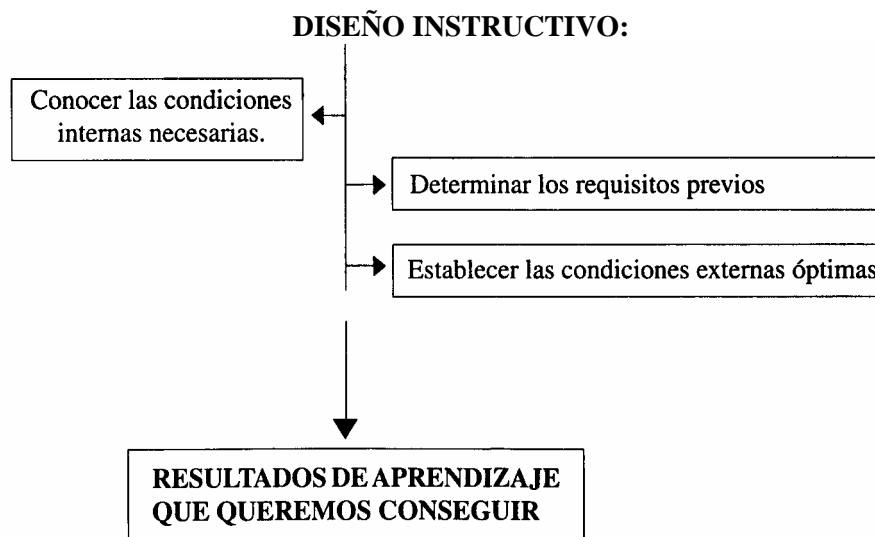 DISEÑO INSTRUCTIVO:
Conocer las condiciones
internas necesarias.
Determinar los requisitos previos
Establecer las condiciones externas óptimas
RESULTADOS DE APRENDIZAJE
QUE QUEREMOS CONSEGUIR